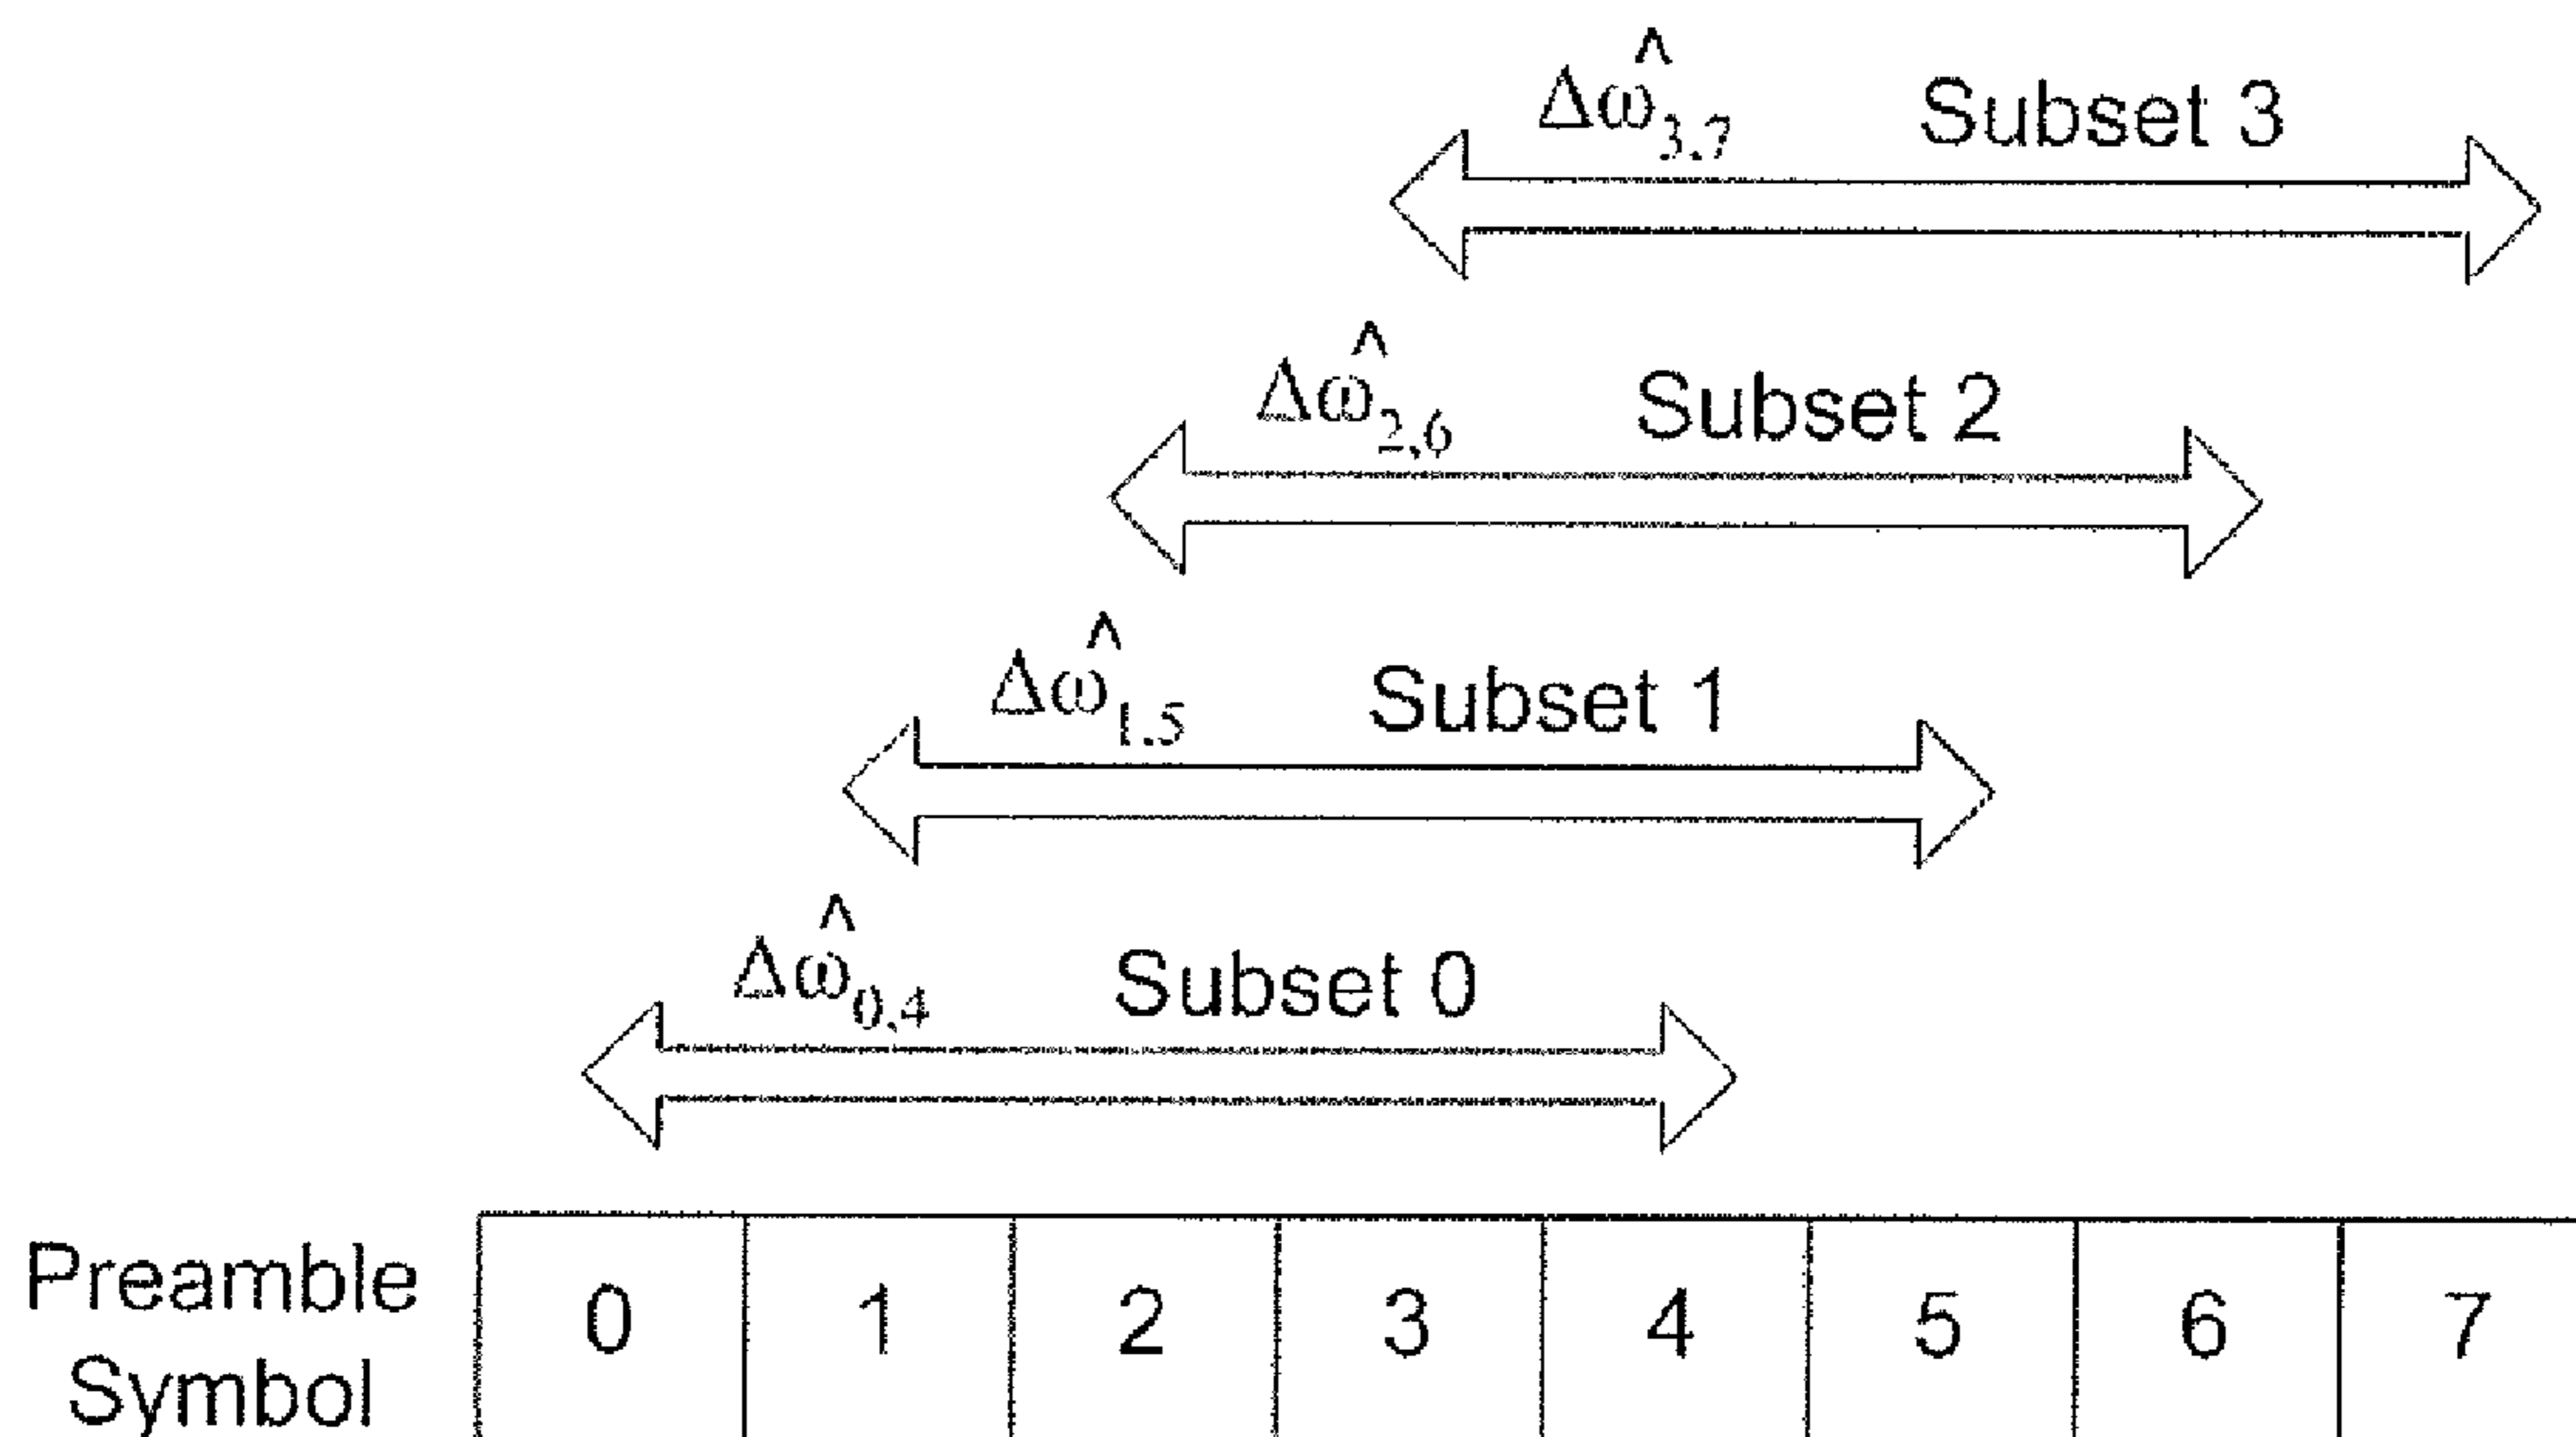 Δω̂3,7 Subset 3
Δω̂2,6 Subset 2
Δω̂1,5 Subset 1
Δω̂0,4 Subset 0
Preamble Symbol 0 1 2 3 4 5 6 7